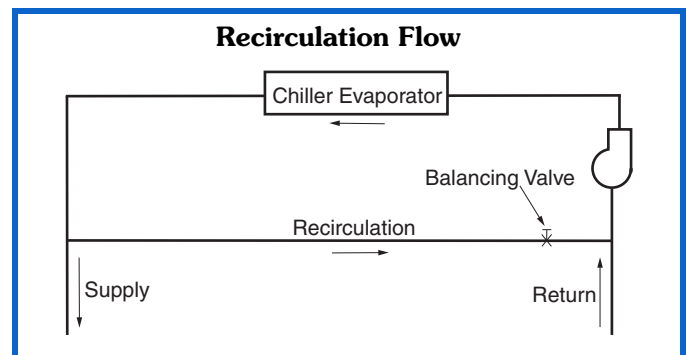 Recirculation Flow
Chiller Evaporator
Balancing Valve
Recirculation
Supply
Return